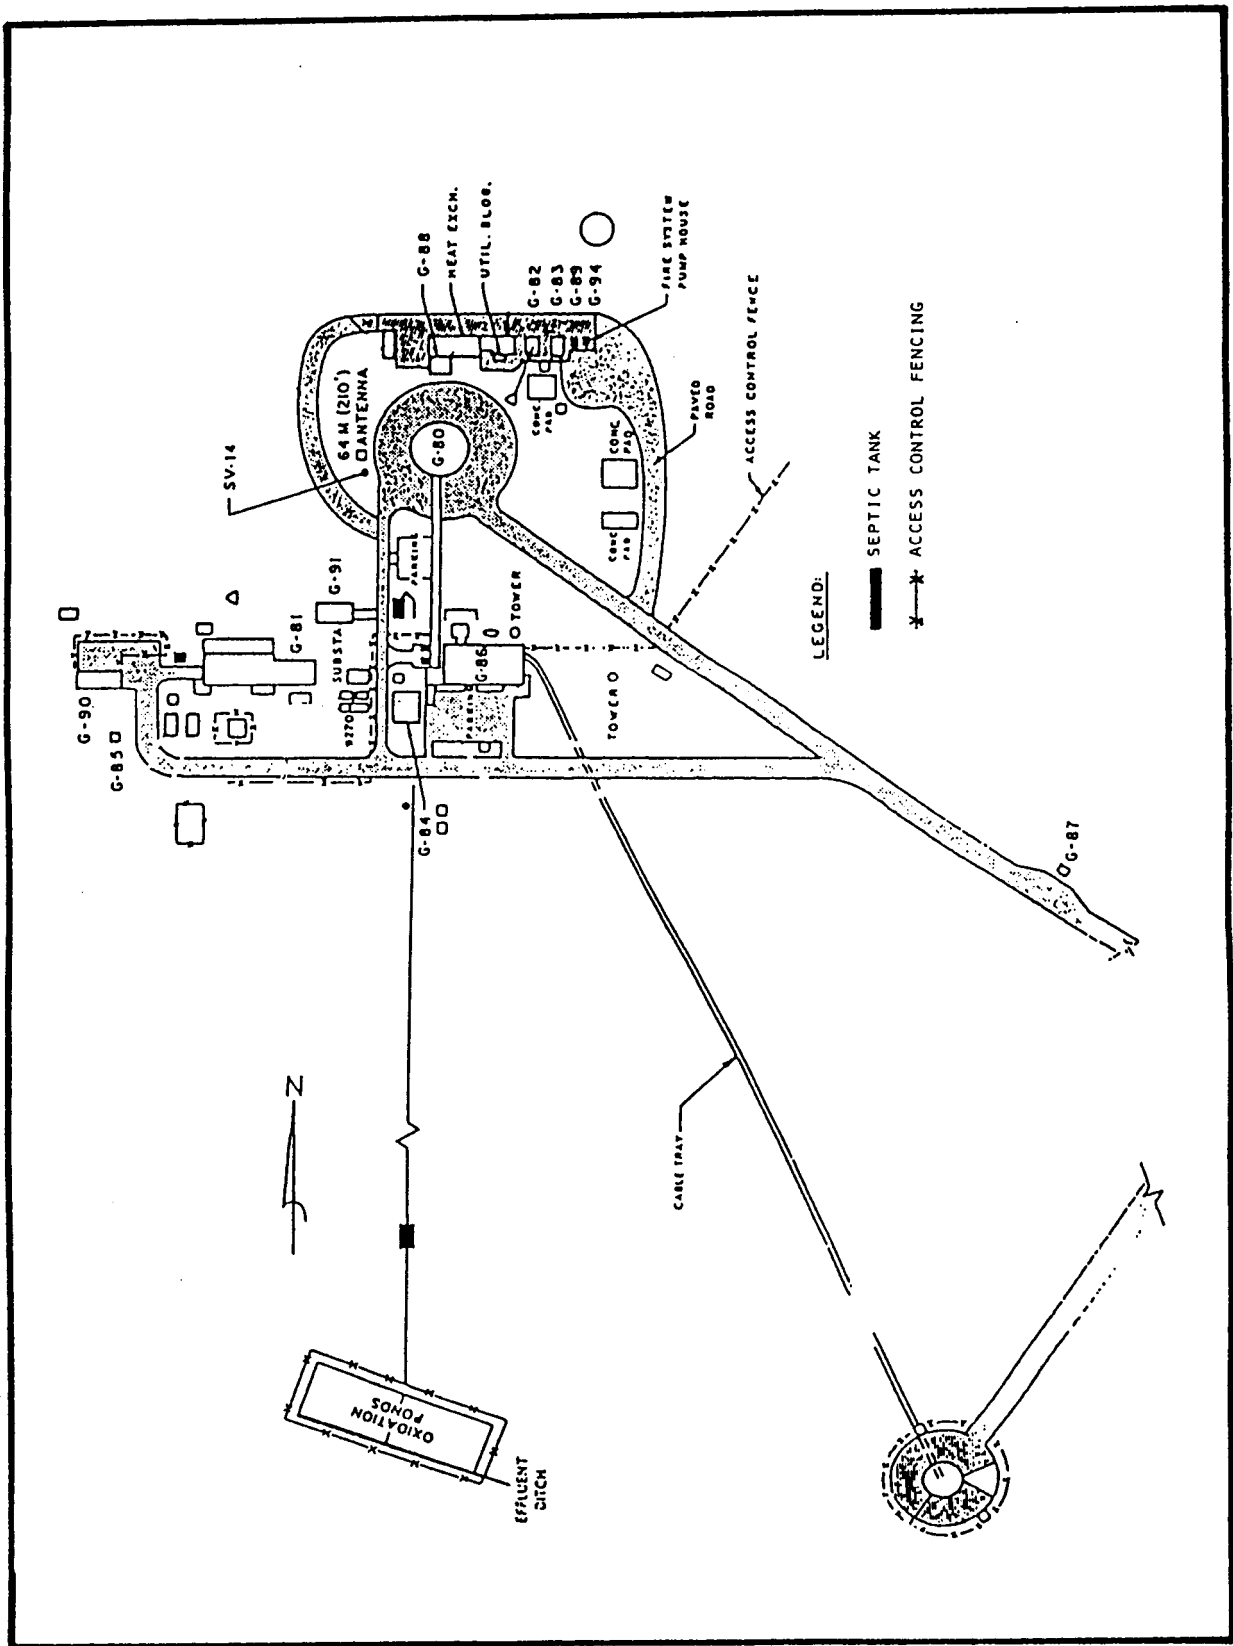 G-90
G-85
SV-14
N
G-81
SUBSTA
G-91
9270
64 M (210')
ANTENNA
OXIDATION
PONDS
PARKING
G-84
G-80
G-88
HEAT EXCH.
PARKING
G-86
UTIL. BLDG.
TOWER
EFFLUENT
DITCH
G-82
G-83
G-89
G-94
CONC
PAD
TOWER
CONC
PAD
CONC
PAD
FIRE SYSTEM
PUMP HOUSE
CABLE TRAY
PAVED
ROAD
ACCESS CONTROL FENCE
LEGEND:
SEPTIC TANK
ACCESS CONTROL FENCING
G-87